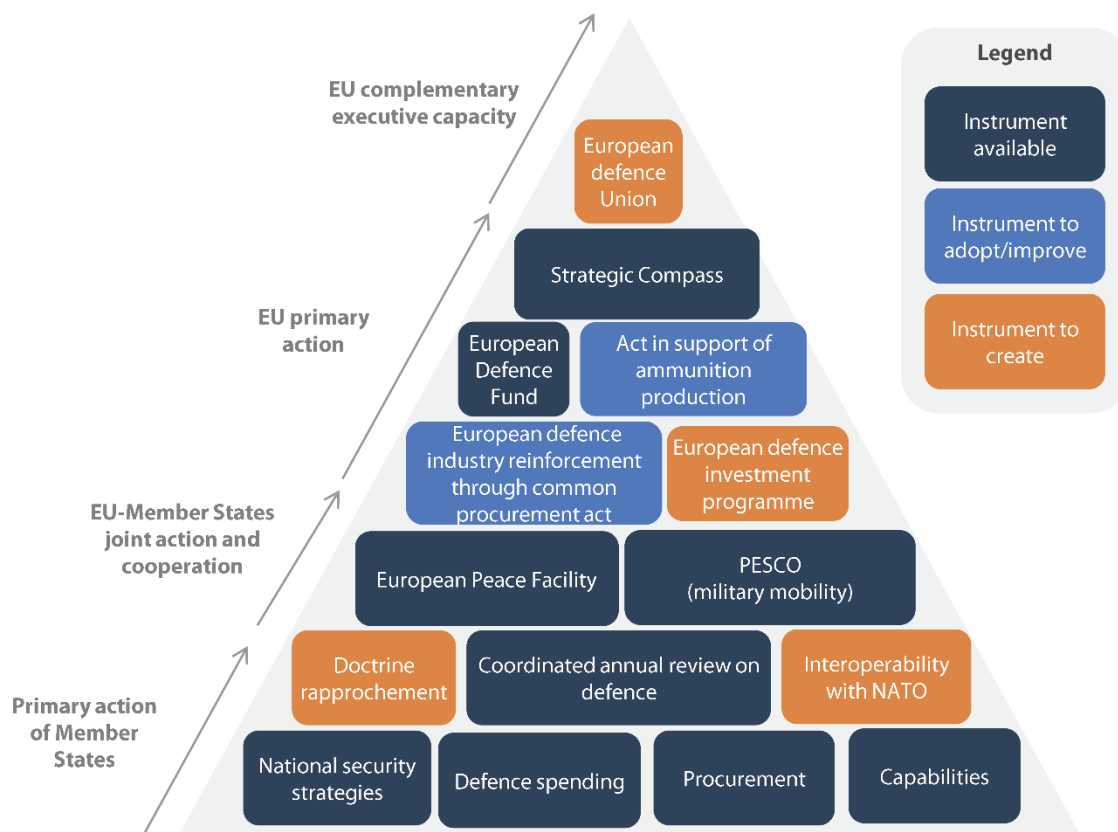 Legend
Instrument
available
Instrument to
adopt/improve
Instrument to
create
EU complementary
executive capacity
EU primary
action
EU-Member States
joint action and
cooperation
Primary action
of Member
States
European
defence
Union
Strategic Compass
European
Defence
Fund
Act in support of
ammunition
production
European defence
industry reinforcement
through common
procurement act
European defence
investment
programme
European Peace Facility
PESCO
(military mobility)
Doctrine
rapprochement
Coordinated annual review on
defence
Interoperability
with NATO
National security
strategies
Defence spending
Procurement
Capabilities